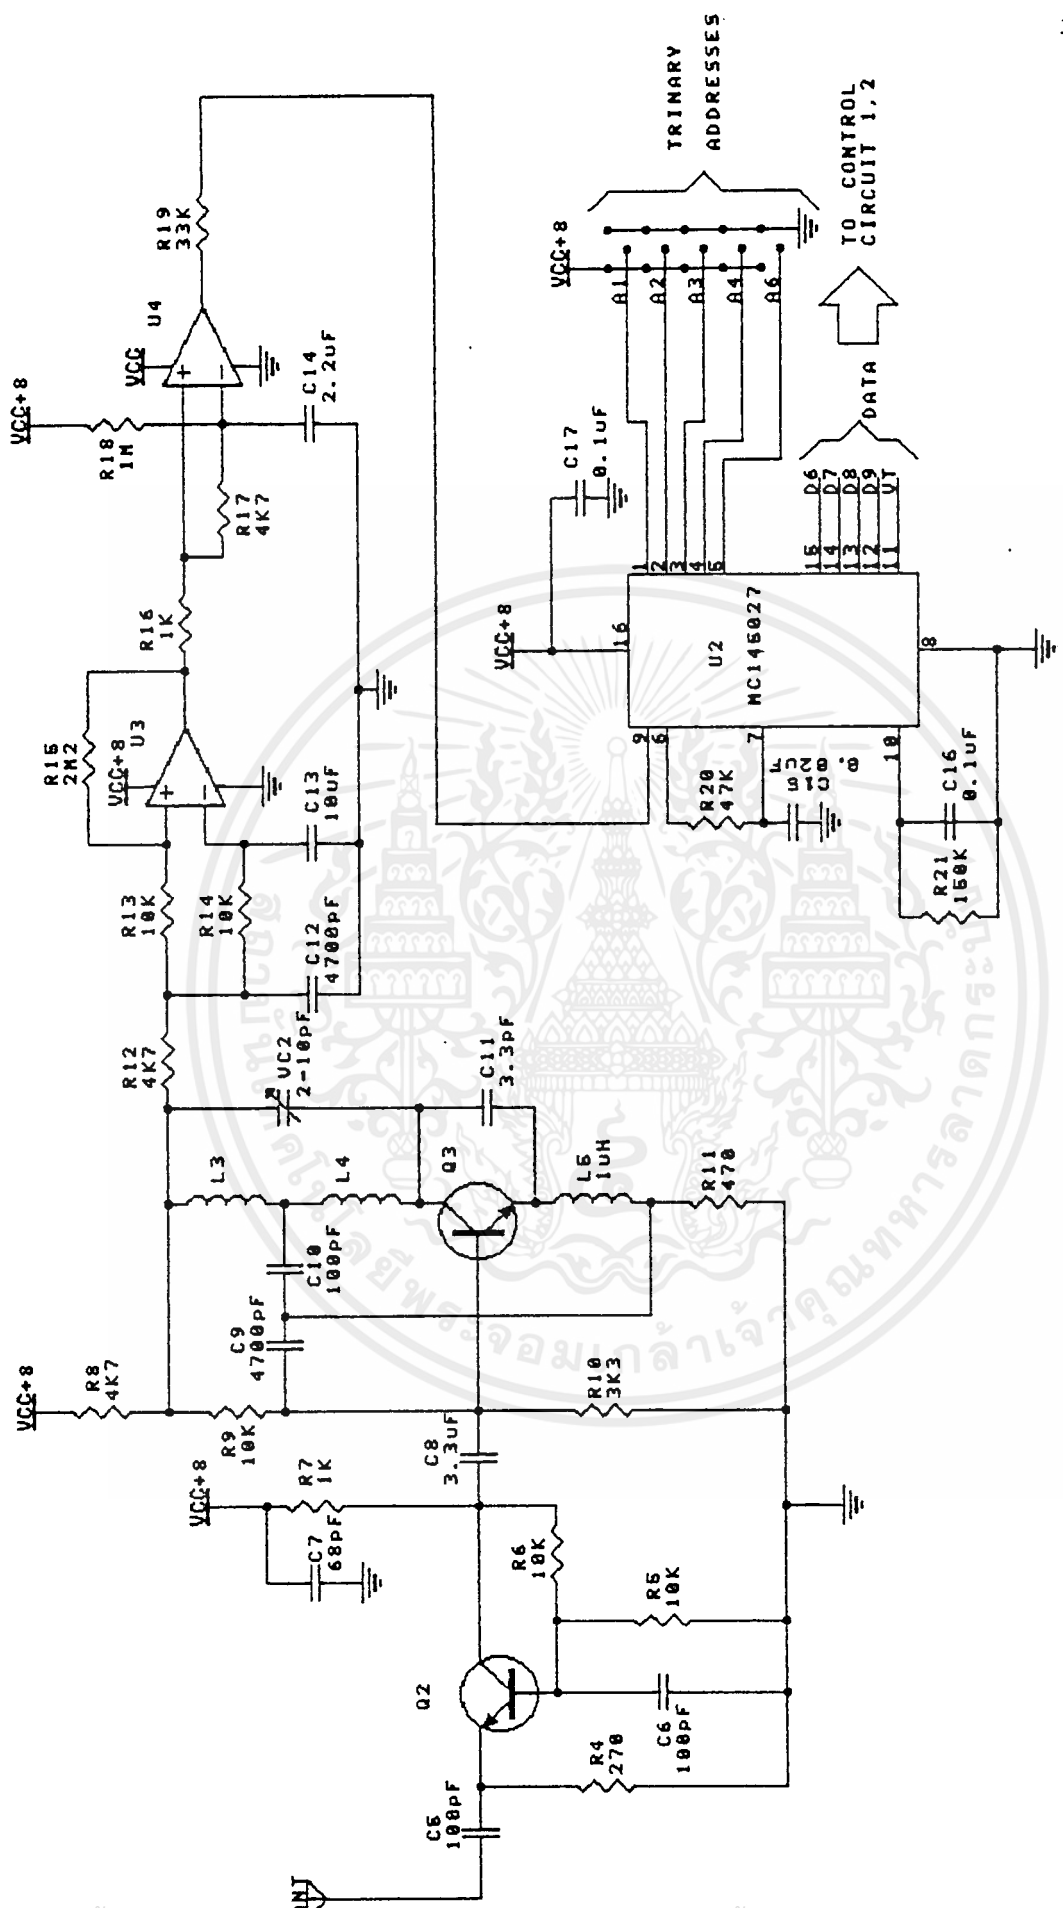 ANT
C5
100pF
R4
270
Q2
C6
100pF
R5
10K
R6
10K
C7
68pF
VCC+8
R7
1K
C8
3.3uF
VCC+8
R8
4K7
R9
10K
R10
3K3
C9
4700pF
C10
100pF
L3
L4
Q3
L5
1uH
R11
470
VC2
2-10pF
C11
3.3pF
R12
4K7
R13
10K
R14
10K
C12
4700pF
C13
10uF
R15
2M2
VCC+8
U3
R16
1K
R17
4K7
VCC+8
R18
1M
C14
2.2uF
VCC
U4
R19
33K
+
-
+
-
VCC+8
C17
0.1uF
16
U2
MC145027
9
6
7
10
8
1
2
3
4
5
15
14
13
12
11
D6
D7
D8
D9
VT
R20
47K
C15
R21
150K
C16
0.1uF
VCC+8
A1
A2
A3
A4
A5
TRINARY
ADDRESSES
DATA
TO CONTROL
CIRCUIT 1,2